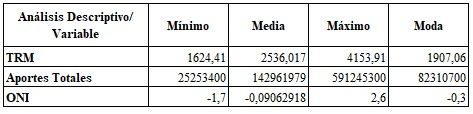 Análisis Descriptivo/ Variable Mínimo Media Máximo Moda
TRM 1624,41 2536,017 4153,91 1907,06
Aportes Totales 25253400 142961979 591245300 82310700
ONI -1,7 -0,09062918 2,6 -0,3